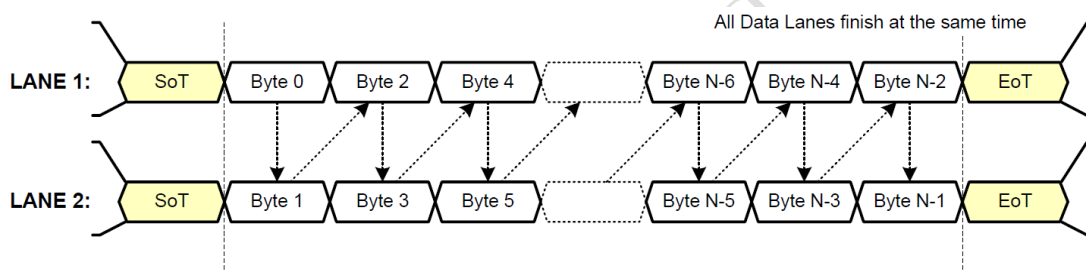 All Data Lanes finish at the same time
LANE 1: SoT Byte 0 Byte 2 Byte 4 Byte N-6 Byte N-4 Byte N-2 EoT
LANE 2: SoT Byte 1 Byte 3 Byte 5 Byte N-5 Byte N-3 Byte N-1 EoT